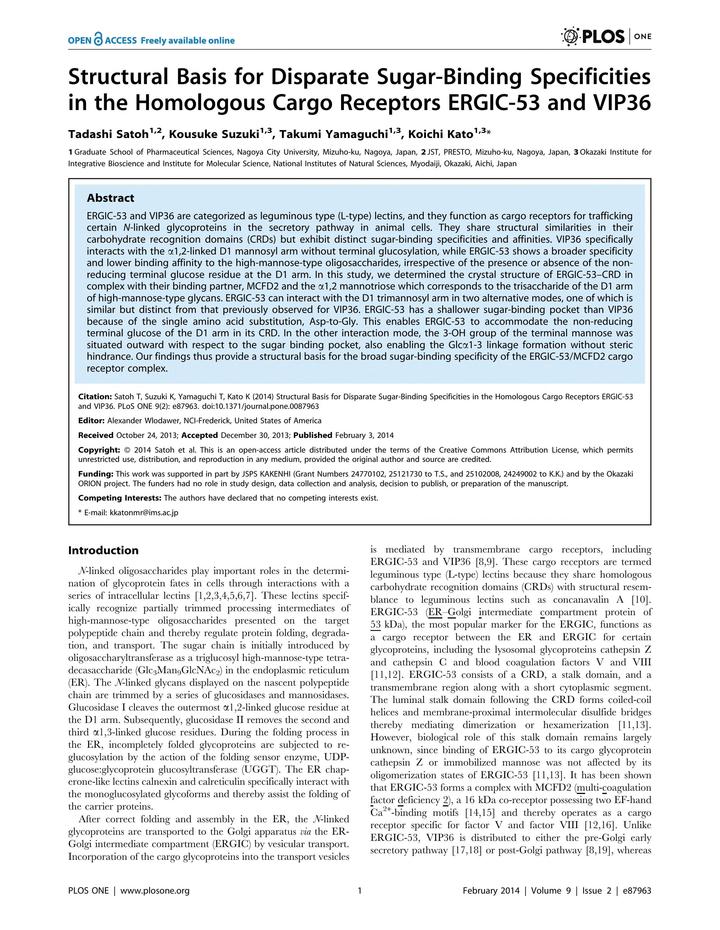 OPEN ACCESS Freely available online
PLOS ONE
Structural Basis for Disparate Sugar-Binding Specificities
in the Homologous Cargo Receptors ERGIC-53 and VIP36
Tadashi Satoh1,2, Kousuke Suzuki1,3, Takumi Yamaguchi1,3, Koichi Kato1,3*
1 Graduate School of Pharmaceutical Sciences, Nagoya City University, Mizuho-ku, Nagoya, Japan, 2 JST, PRESTO, Mizuho-ku, Nagoya, Japan, 3 Okazaki Institute for
Integrative Bioscience and Institute for Molecular Science, National Institutes of Natural Sciences, Myodaiji, Okazaki, Aichi, Japan
Abstract
ERGIC-53 and VIP36 are categorized as leguminous type (L-type) lectins, and they function as cargo receptors for trafficking
certain N-linked glycoproteins in the secretory pathway in animal cells. They share structural similarities in their
carbohydrate recognition domains (CRDs) but exhibit distinct sugar-binding specificities and affinities. VIP36 specifically
interacts with the α1,2-linked D1 mannosyl arm without terminal glucosylation, while ERGIC-53 shows a broader specificity
and lower binding affinity to the high-mannose-type oligosaccharides, irrespective of the presence or absence of the non-
reducing terminal glucose residue at the D1 arm. In this study, we determined the crystal structure of ERGIC-53–CRD in
complex with their binding partner, MCFD2 and the α1,2 mannotriose which corresponds to the trisaccharide of the D1 arm
of high-mannose-type glycans. ERGIC-53 can interact with the D1 trimannosyl arm in two alternative modes, one of which is
similar but distinct from that previously observed for VIP36. ERGIC-53 has a shallower sugar-binding pocket than VIP36
because of the single amino acid substitution, Asp-to-Gly. This enables ERGIC-53 to accommodate the non-reducing
terminal glucose of the D1 arm in its CRD. In the other interaction mode, the 3-OH group of the terminal mannose was
situated outward with respect to the sugar binding pocket, also enabling the Glcα1-3 linkage formation without steric
hindrance. Our findings thus provide a structural basis for the broad sugar-binding specificity of the ERGIC-53/MCFD2 cargo
receptor complex.
Citation: Satoh T, Suzuki K, Yamaguchi T, Kato K (2014) Structural Basis for Disparate Sugar-Binding Specificities in the Homologous Cargo Receptors ERGIC-53
and VIP36. PLoS ONE 9(2): e87963. doi:10.1371/journal.pone.0087963
Editor: Alexander Wlodawer, NCI-Frederick, United States of America
Received October 24, 2013; Accepted December 30, 2013; Published February 3, 2014
Copyright: © 2014 Satoh et al. This is an open-access article distributed under the terms of the Creative Commons Attribution License, which permits
unrestricted use, distribution, and reproduction in any medium, provided the original author and source are credited.
Funding: This work was supported in part by JSPS KAKENHI (Grant Numbers 24770102, 25121730 to T.S., and 25102008, 24249002 to K.K.) and by the Okazaki
ORION project. The funders had no role in study design, data collection and analysis, decision to publish, or preparation of the manuscript.
Competing Interests: The authors have declared that no competing interests exist.
* E-mail: kkatonmr@ims.ac.jp
Introduction
N-linked oligosaccharides play important roles in the determi-
nation of glycoprotein fates in cells through interactions with a
series of intracellular lectins [1,2,3,4,5,6,7]. These lectins specif-
ically recognize partially trimmed processing intermediates of
high-mannose-type oligosaccharides presented on the target
polypeptide chain and thereby regulate protein folding, degrada-
tion, and transport. The sugar chain is initially introduced by
oligosaccharyltransferase as a triglucosyl high-mannose-type tetra-
decasaccharide (Glc3Man9GlcNAc2) in the endoplasmic reticulum
(ER). The N-linked glycans displayed on the nascent polypeptide
chain are trimmed by a series of glucosidases and mannosidases.
Glucosidase I cleaves the outermost α1,2-linked glucose residue at
the D1 arm. Subsequently, glucosidase II removes the second and
third α1,3-linked glucose residues. During the folding process in
the ER, incompletely folded glycoproteins are subjected to re-
glucosylation by the action of the folding sensor enzyme, UDP-
glucose:glycoprotein glucosyltransferase (UGGT). The ER chap-
erone-like lectins calnexin and calreticulin specifically interact with
the monoglucosylated glycoforms and thereby assist the folding of
the carrier proteins.
After correct folding and assembly in the ER, the N-linked
glycoproteins are transported to the Golgi apparatus via the ER-
Golgi intermediate compartment (ERGIC) by vesicular transport.
Incorporation of the cargo glycoproteins into the transport vesicles
is mediated by transmembrane cargo receptors, including
ERGIC-53 and VIP36 [8,9]. These cargo receptors are termed
leguminous type (L-type) lectins because they share homologous
carbohydrate recognition domains (CRDs) with structural resem-
blance to leguminous lectins such as concanavalin A [10].
ERGIC-53 (ER–Golgi intermediate compartment protein of
53 kDa), the most popular marker for the ERGIC, functions as
a cargo receptor between the ER and ERGIC for certain
glycoproteins, including the lysosomal glycoproteins cathepsin Z
and cathepsin C and blood coagulation factors V and VIII
[11,12]. ERGIC-53 consists of a CRD, a stalk domain, and a
transmembrane region along with a short cytoplasmic segment.
The luminal stalk domain following the CRD forms coiled-coil
helices and membrane-proximal intermolecular disulfide bridges
thereby mediating dimerization or hexamerization [11,13].
However, biological role of this stalk domain remains largely
unknown, since binding of ERGIC-53 to its cargo glycoprotein
cathepsin Z or immobilized mannose was not affected by its
oligomerization states of ERGIC-53 [11,13]. It has been shown
that ERGIC-53 forms a complex with MCFD2 (multi-coagulation
factor deficiency 2), a 16 kDa co-receptor possessing two EF-hand
Ca2+-binding motifs [14,15] and thereby operates as a cargo
receptor specific for factor V and factor VIII [12,16]. Unlike
ERGIC-53, VIP36 is distributed to either the pre-Golgi early
secretory pathway [17,18] or post-Golgi pathway [8,19], whereas
PLOS ONE | www.plosone.org
1
February 2014 | Volume 9 | Issue 2 | e87963